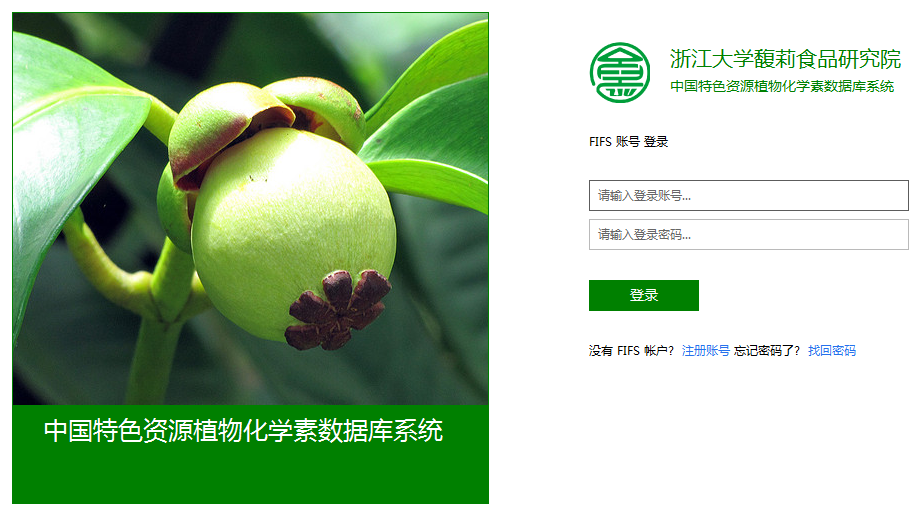 中国特色资源植物化学素数据库系统
浙江大学馥莉食品研究院
中国特色资源植物化学素数据库系统
FIFS 账号 登录
请输入登录账号...
请输入登录密码...
登录
没有 FIFS 帐户? 注册账号 忘记密码了? 找回密码